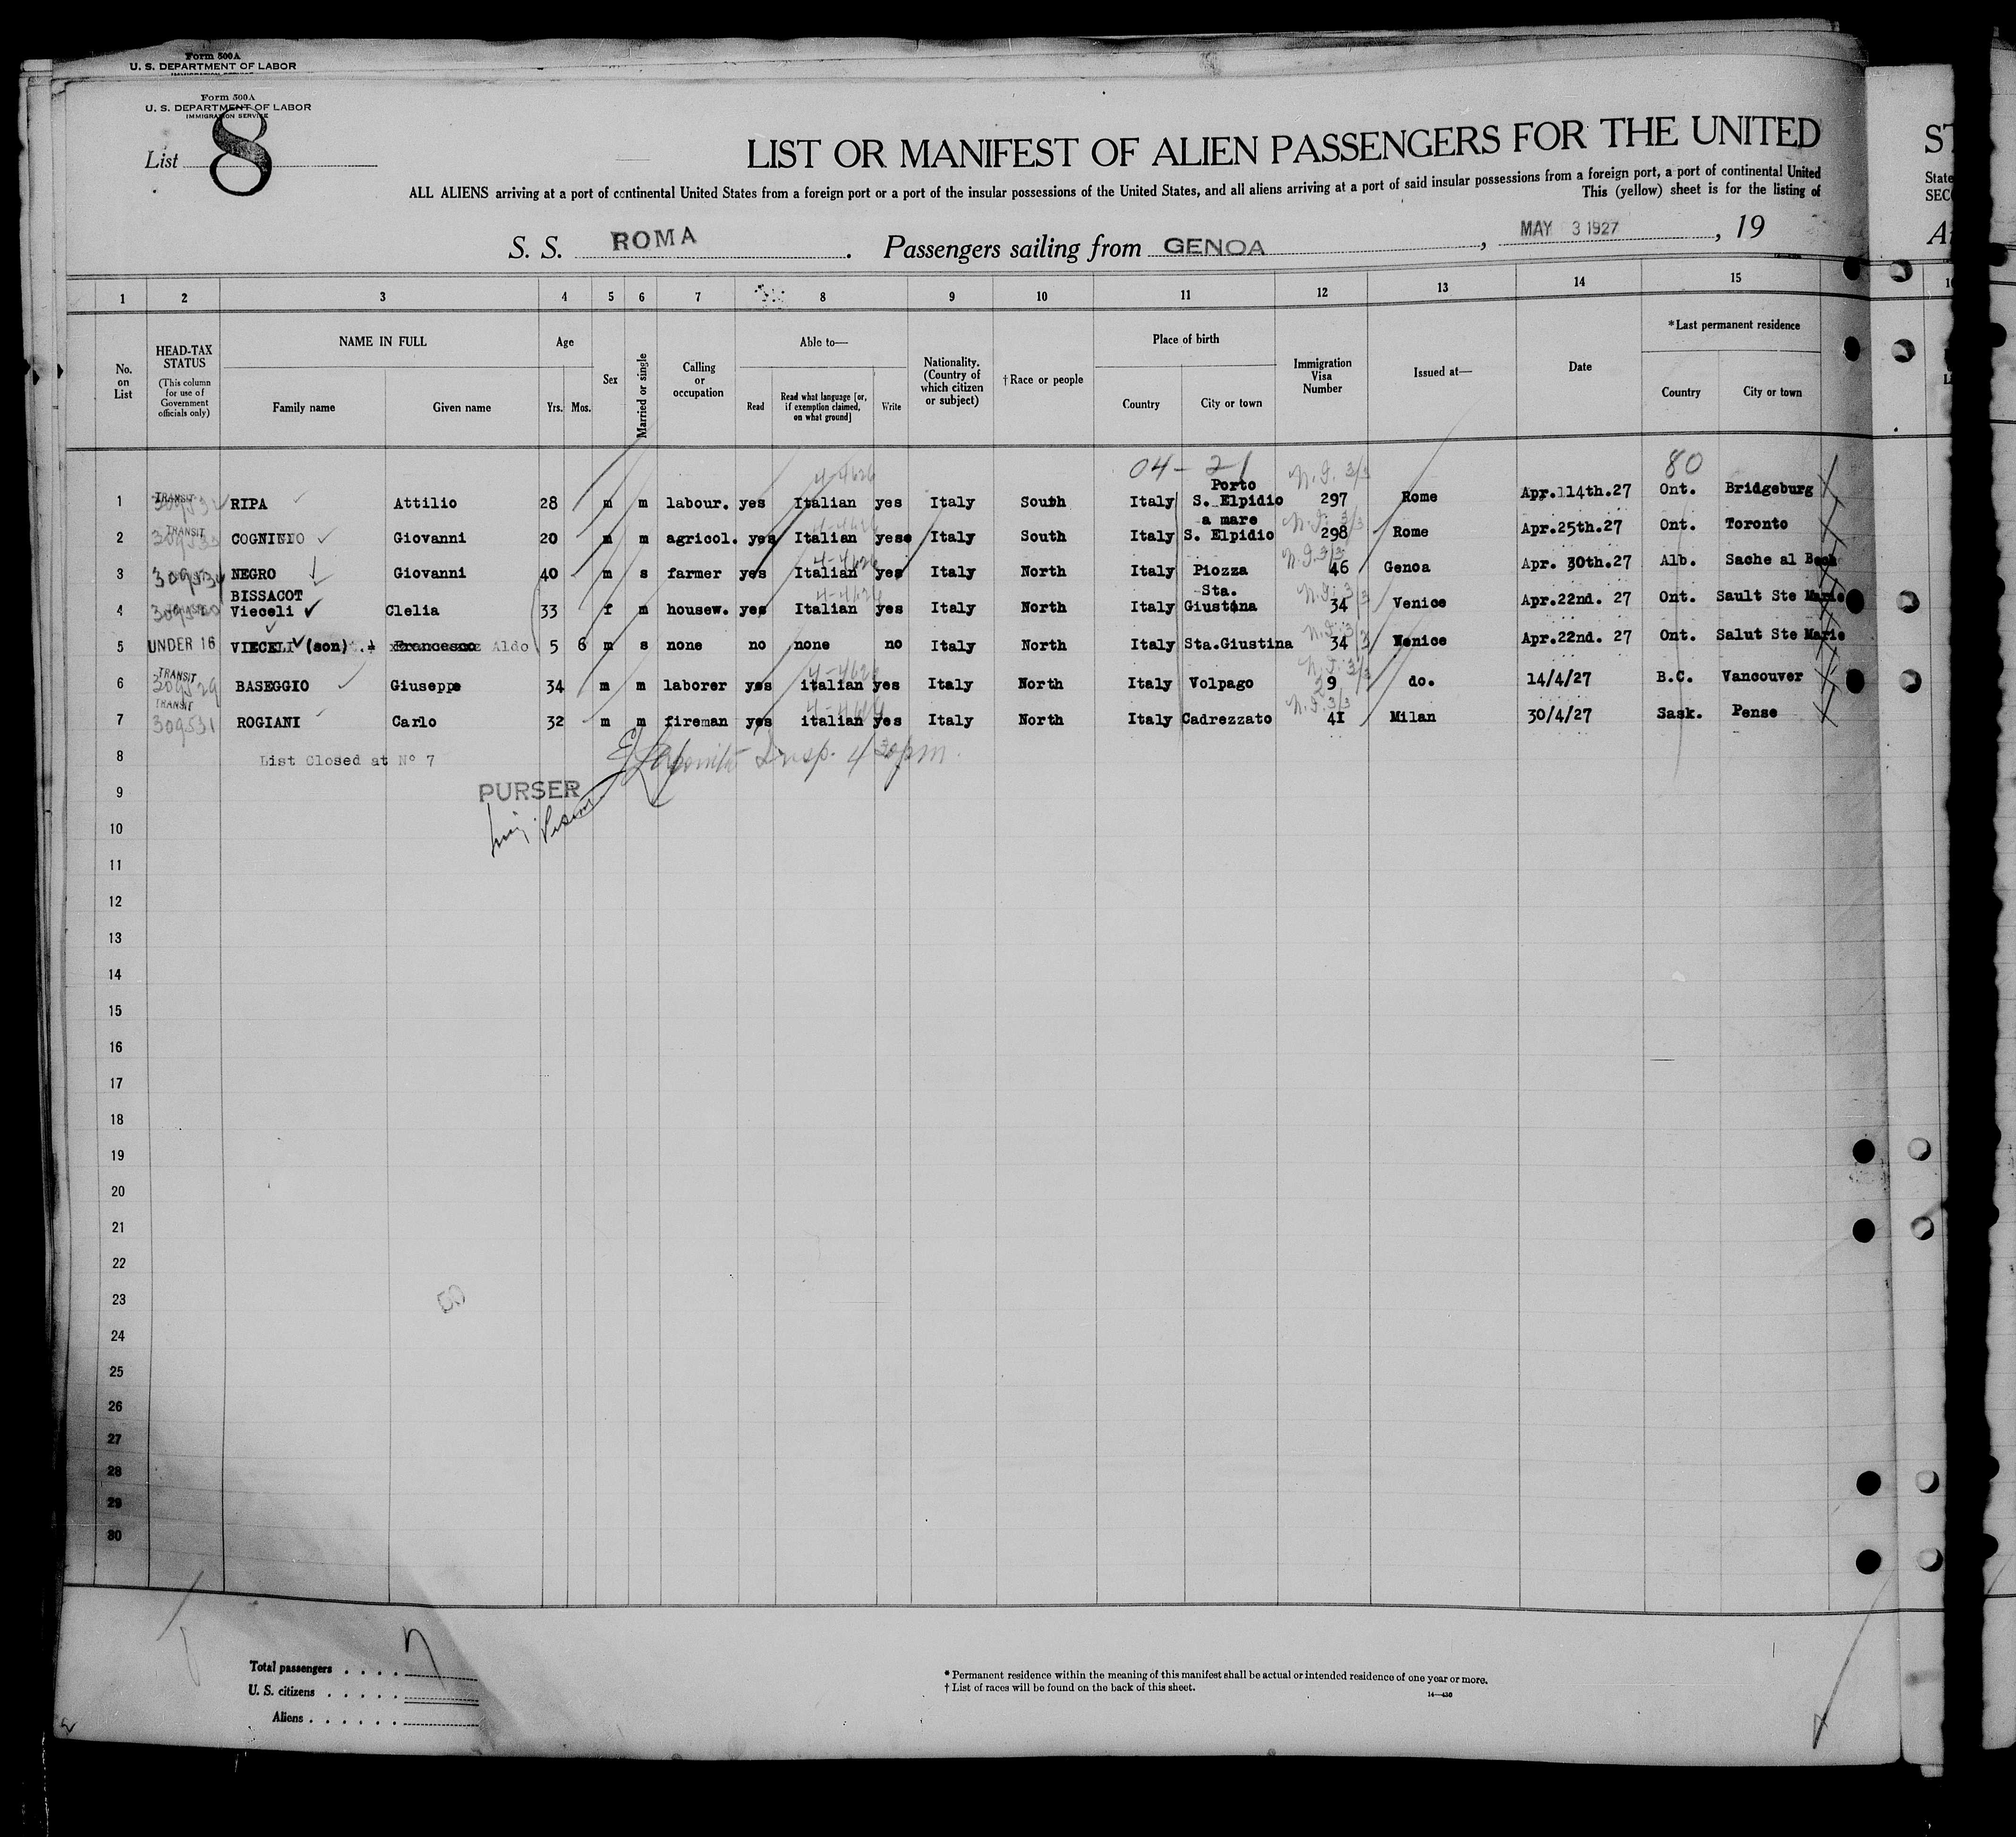 Form 500A
U. S. DEPARTMENT OF LABOR
Form 500A
U. S. DEPARTMENT OF LABOR
IMMIGRATION SERVICE
List 8
LIST OR MANIFEST OF ALIEN PASSENGERS FOR THE UNITED ST
ALL ALIENS arriving at a port of continental United States from a foreign port or a port of the insular possessions of the United States, and all aliens arriving at a port of said insular possessions from a foreign port, a port of continental United State
This (yellow) sheet is for the listing of SEC
S. S. ROMA . Passengers sailing from GENOA , MAY 3 1927 , 19
1 2 3 4 5 6 7 8 9 10 11 12 13 14 15
No. on List
HEAD-TAX STATUS (This column for use of Government officials only)
NAME IN FULL Family name Given name
Age Yrs. Mos.
Sex
Married or single
Calling or occupation
Able to— Read Read what language [or, if exemption claimed, on what ground] Write
Nationality. (Country of which citizen or subject)
†Race or people
Place of birth Country City or town
Immigration Visa Number
Issued at—
Date
*Last permanent residence Country City or town
04-21 80
1 TRANSIT RIPA Attilio 28 m m labour. yes Italian yes Italy South Italy Porto S. Elpidio 297 Rome Apr.14th.27 Ont. Bridgeburg
2 TRANSIT Giovanni 20 m m agricol. yes Italian yes Italy South Italy a mare S. Elpidio 298 Rome Apr.25th.27 Ont. Toronto
3 309534 NEGRO Giovanni 40 m s farmer yes Italian yes Italy North Italy Piozza 46 Genoa Apr. 30th.27 Alb. Sache al
4 BISSACOT Vieceli Clelia 33 f m housew. yes Italian yes Italy North Italy Sta. Giustina 34 Venice Apr.22nd. 27 Ont. Sault Ste Marie
5 UNDER 16 VIECELI (son) Francesco Aldo 5 6 m s none no none no Italy North Italy Sta.Giustina 34 Venice Apr.22nd. 27 Ont. Salut Ste Marie
6 TRANSIT 309529 BASEGGIO Giuseppe 34 m m laborer yes italian yes Italy North Italy Volpago do. 14/4/27 B.C. Vancouver
7 TRANSIT 309531 ROGIANI Carlo 32 m m fireman yes italian yes Italy North Italy Cadrezzato 41 Milan 30/4/27 Sask. Pense
8 List Closed at Nº 7 Insp. 4 30 pm.
9 PURSER
10
11
12
13
14
15
16
17
18
19
20
21
22
23
24
25
26
27
28
29
30
Total passengers . . . . 7
U. S. citizens . . . . .
Aliens . . . . . .
* Permanent residence within the meaning of this manifest shall be actual or intended residence of one year or more.
† List of races will be found on the back of this sheet.
14—430